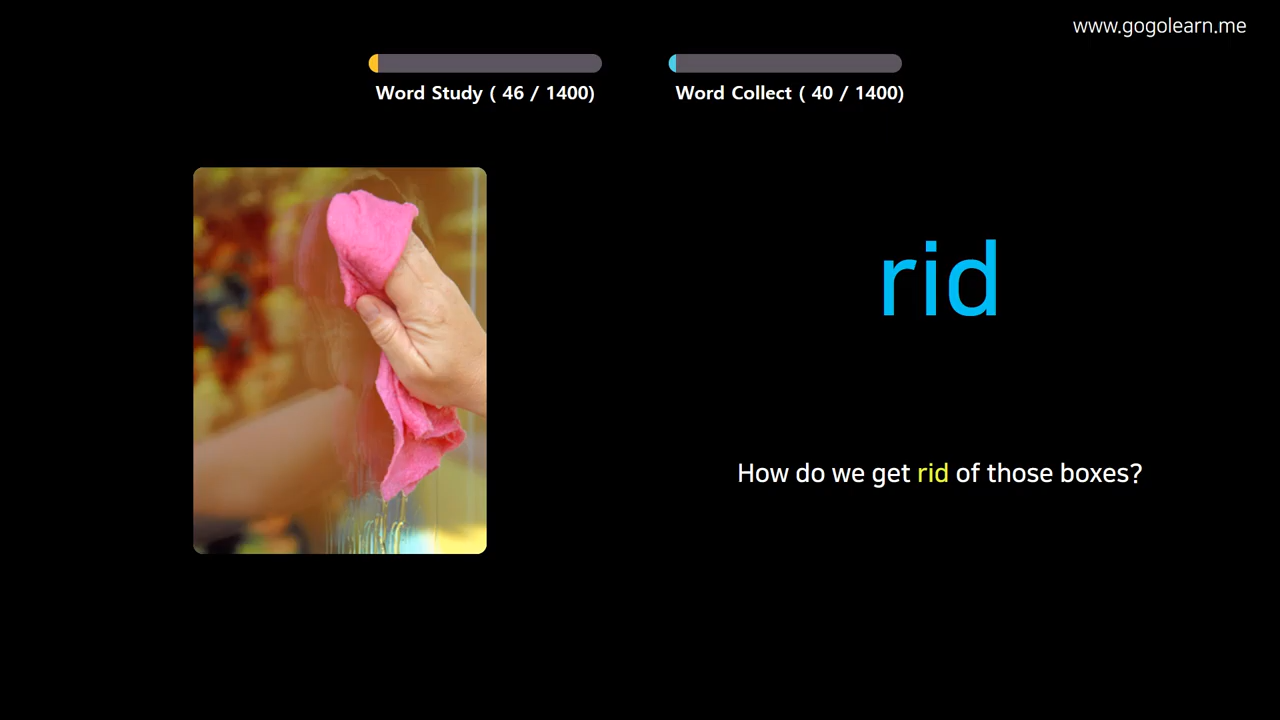 www.gogolearn.me
Word Study ( 46 / 1400)
Word Collect ( 40 / 1400)
rid
How do we get rid of those boxes?